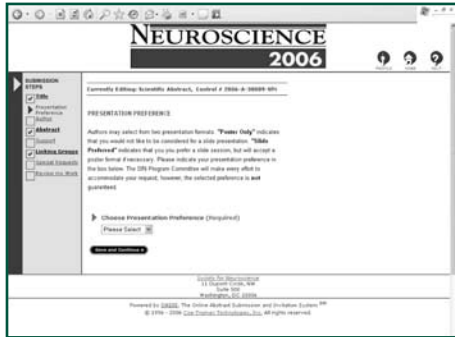 NEUROSCIENCE
2006
PROFILE HOME HELP
SUBMISSION
STEPS
Title
Presentation
Preference
Author
Abstract
Support
Linking Groups
Special Requests
Review my Work
Currently Editing: Scientific Abstract, Control #
PRESENTATION PREFERENCE
Authors may select from two presentation formats. "Poster Only" indicates
that you would not like to be considered for a slide presentation. "Slide
Preferred" indicates that you prefer a slide session, but will accept a
poster format if necessary. Please indicate your presentation preference in
the box below. The SfN Program Committee will make every effort to
accommodate your request, however, the selected preference is not
guaranteed.
Choose Presentation Preference (Required)
Please Select
Save and Continue
Society for Neuroscience
11 Dupont Circle, NW
Suite 500
Washington, DC 20036
Powered by OASIS, The Online Abstract Submission and Invitation System SM
© 1996 - 2006 Coe-Truman Technologies, Inc. All rights reserved.